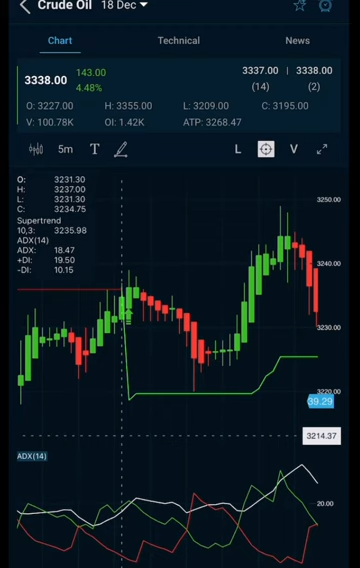 Crude Oil 18 Dec
Chart Technical News
3338.00 143.00 3337.00 | 3338.00
4.48% (14) (2)
O: 3227.00 H: 3355.00 L: 3209.00 C: 3195.00
V: 100.78K OI: 1.42K ATP: 3268.47
5m T L V
O: 3231.30
H: 3237.00
L: 3231.30
C: 3234.75
Supertrend
10,3: 3235.98
ADX(14)
ADX: 18.47
+DI: 19.50
-DI: 10.15
3250.00
3240.00
3230.00
3220.00
39.29
3214.37
ADX(14)
20.00